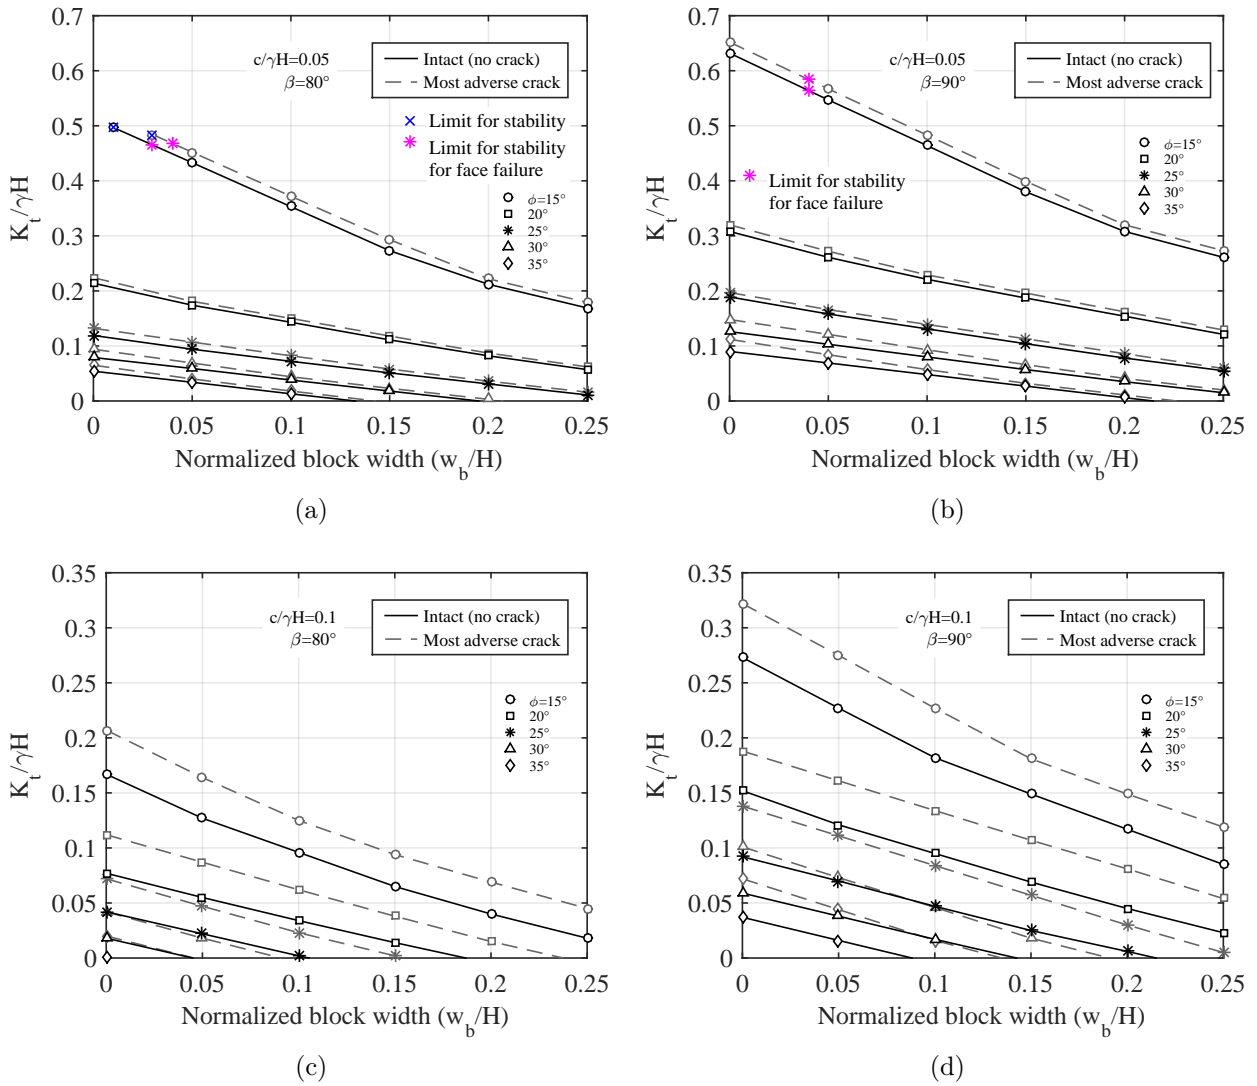 0.7
0.6
0.5
0.4
0.3
0.2
0.1
0
K_t/γH
c/γH=0.05
β=80°
Intact (no crack)
Most adverse crack
Limit for stability
Limit for stability
for face failure
ϕ=15°
20°
25°
30°
35°
0 0.05 0.1 0.15 0.2 0.25
Normalized block width (w_b/H)
(a)
0.7
0.6
0.5
0.4
0.3
0.2
0.1
0
K_t/γH
c/γH=0.05
β=90°
Intact (no crack)
Most adverse crack
ϕ=15°
20°
25°
30°
35°
Limit for stability
for face failure
0 0.05 0.1 0.15 0.2 0.25
Normalized block width (w_b/H)
(b)
0.35
0.3
0.25
0.2
0.15
0.1
0.05
0
K_t/γH
c/γH=0.1
β=80°
Intact (no crack)
Most adverse crack
ϕ=15°
20°
25°
30°
35°
0 0.05 0.1 0.15 0.2 0.25
Normalized block width (w_b/H)
(c)
0.35
0.3
0.25
0.2
0.15
0.1
0.05
0
K_t/γH
c/γH=0.1
β=90°
Intact (no crack)
Most adverse crack
ϕ=15°
20°
25°
30°
35°
0 0.05 0.1 0.15 0.2 0.25
Normalized block width (w_b/H)
(d)